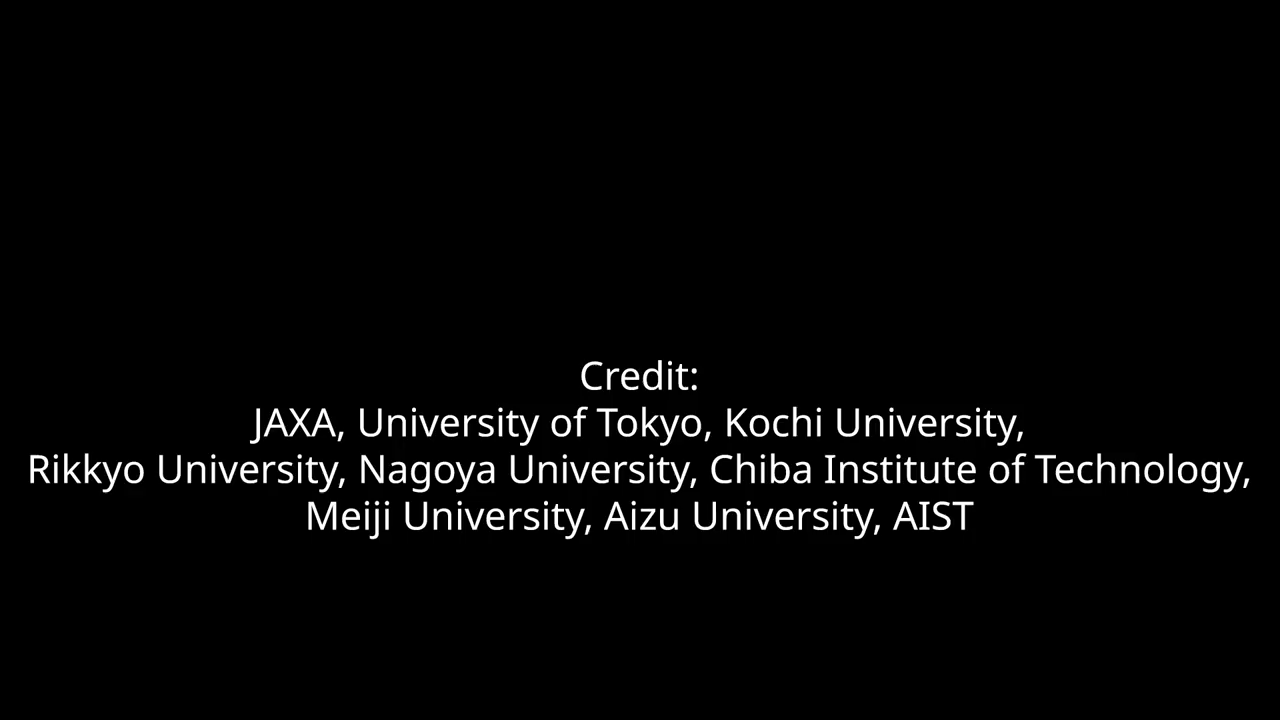 Credit:
JAXA, University of Tokyo, Kochi University,
Rikkyo University, Nagoya University, Chiba Institute of Technology,
Meiji University, Aizu University, AIST